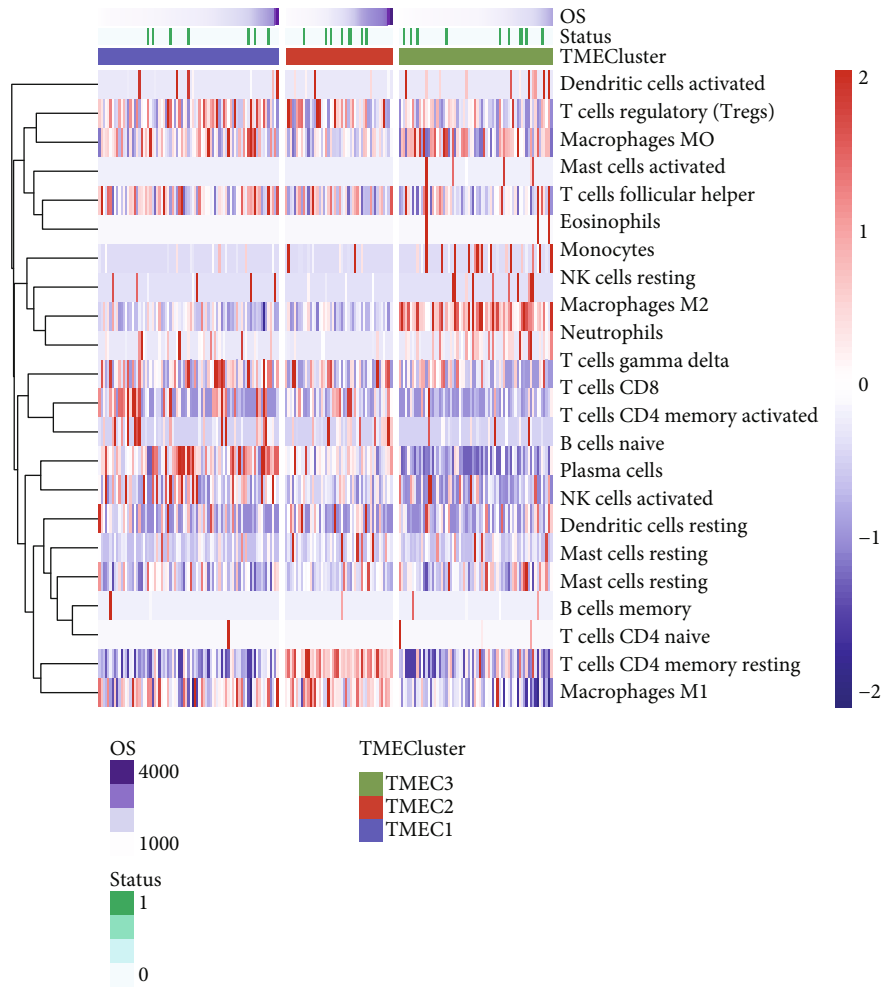 OS
Status
TMECluster
Dendritic cells activated
T cells regulatory (Tregs)
Macrophages MO
Mast cells activated
T cells follicular helper
Eosinophils
Monocytes
NK cells resting
Macrophages M2
Neutrophils
T cells gamma delta
T cells CD8
T cells CD4 memory activated
B cells naive
Plasma cells
NK cells activated
Dendritic cells resting
Mast cells resting
Mast cells resting
B cells memory
T cells CD4 naive
T cells CD4 memory resting
Macrophages M1
2
1
0
−1
−2
OS
4000
1000
Status
1
0
TMECluster
TMEC3
TMEC2
TMEC1